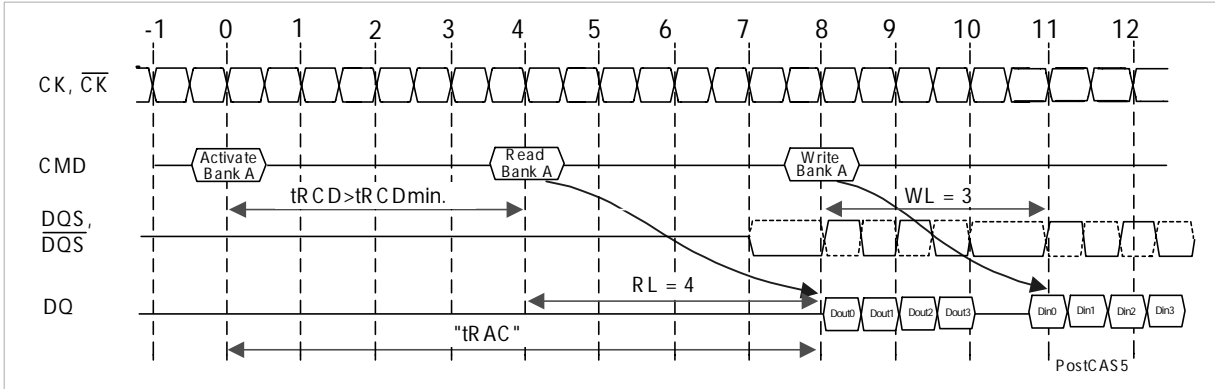 -1 0 1 2 3 4 5 6 7 8 9 10 11 12
CK, CK
CMD
Activate
Bank A
Read
Bank A
Write
Bank A
tRCD>tRCDmin.
WL = 3
DQS,
DQS
RL = 4
DQ
Dout0 Dout1 Dout2 Dout3 Din0 Din1 Din2 Din3
"tRAC"
PostCAS5